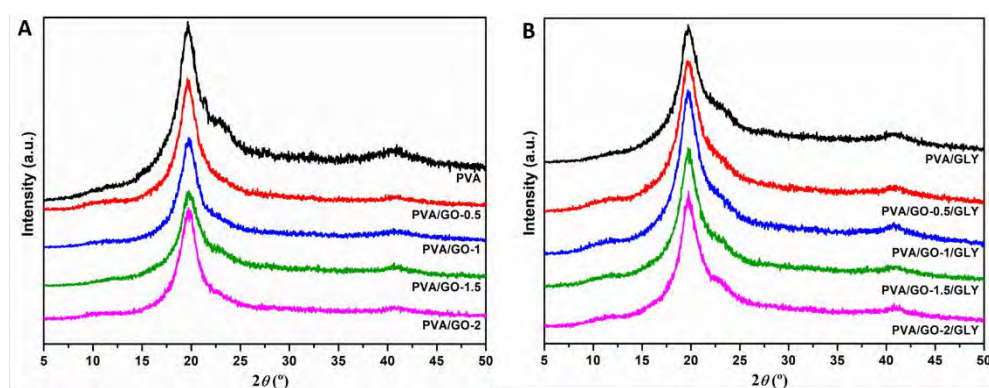 A
Intensity (a.u.)
PVA
PVA/GO-0.5
PVA/GO-1
PVA/GO-1.5
PVA/GO-2
5 10 15 20 25 30 35 40 45 50
2θ (º)
B
Intensity (a.u.)
PVA/GLY
PVA/GO-0.5/GLY
PVA/GO-1/GLY
PVA/GO-1.5/GLY
PVA/GO-2/GLY
5 10 15 20 25 30 35 40 45 50
2θ (º)